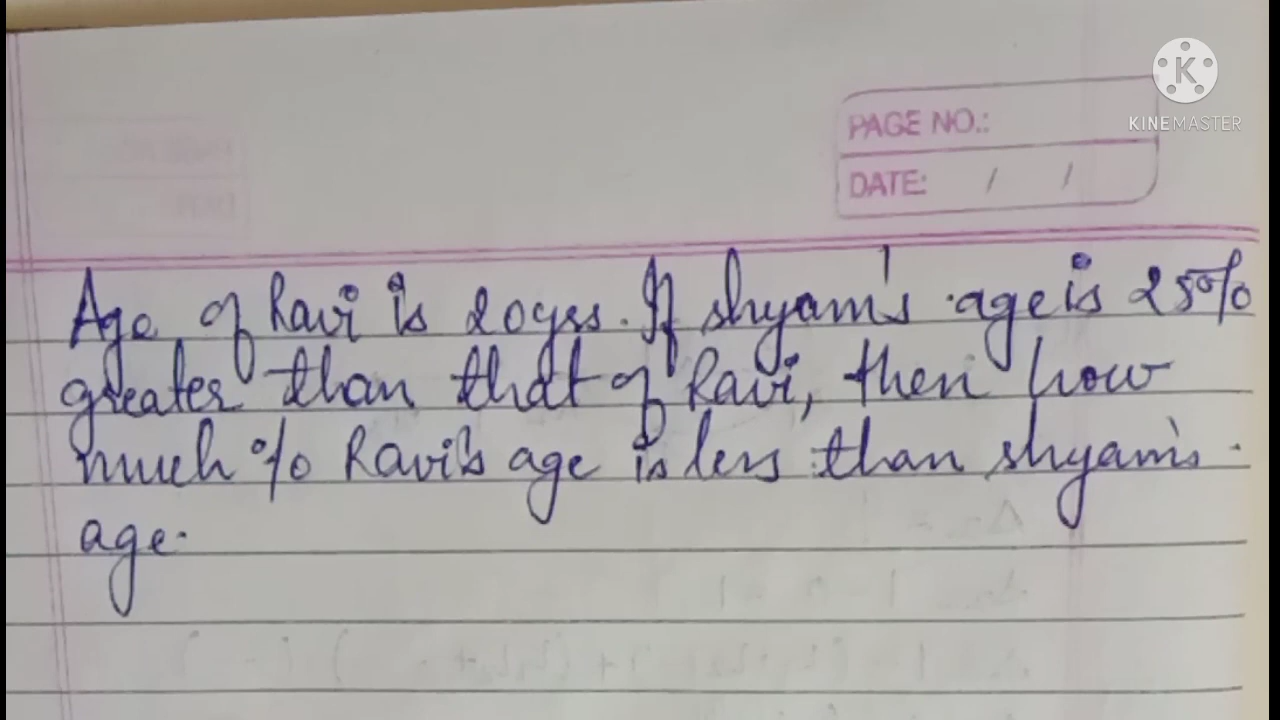 K
KINEMASTER
PAGE NO.:
DATE: / /
Age of Ravi is 20yrs. If shyam's age is 25%
greater than that of Ravi, then how
much % Ravi's age is less than shyam's
age.